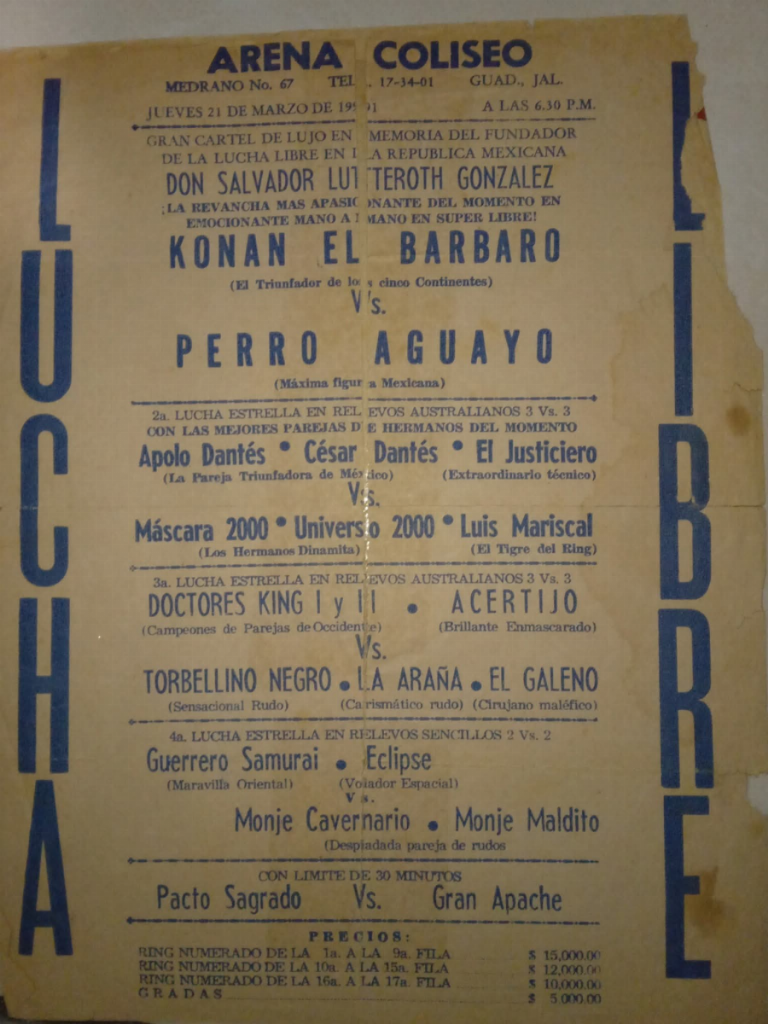 ARENA COLISEO
MEDRANO No. 67 TEL. 17-34-01 GUAD., JAL.
JUEVES 21 DE MARZO DE 1991 A LAS 6.30 P.M.
GRAN CARTEL DE LUJO EN MEMORIA DEL FUNDADOR
DE LA LUCHA LIBRE EN LA REPUBLICA MEXICANA
DON SALVADOR LUTTEROTH GONZALEZ
¡LA REVANCHA MAS APASIONANTE DEL MOMENTO EN
EMOCIONANTE MANO A MANO EN SUPER LIBRE!
KONAN EL BARBARO
(El Triunfador de los cinco Continentes)
Vs.
PERRO AGUAYO
(Máxima figura Mexicana)
2a. LUCHA ESTRELLA EN RELEVOS AUSTRALIANOS 3 Vs. 3
CON LAS MEJORES PAREJAS DE HERMANOS DEL MOMENTO
Apolo Dantés • César Dantés • El Justiciero
(La Pareja Triunfadora de México) (Extraordinario técnico)
Vs.
Máscara 2000 • Universo 2000 • Luis Mariscal
(Los Hermanos Dinamita) (El Tigre del Ring)
3a. LUCHA ESTRELLA EN RELEVOS AUSTRALIANOS 3 Vs. 3
DOCTORES KING I y II • ACERTIJO
(Campeones de Parejas de Occidente) (Brillante Enmascarado)
Vs.
TORBELLINO NEGRO • LA ARAÑA • EL GALENO
(Sensacional Rudo) (Carismático rudo) (Cirujano maléfico)
4a. LUCHA ESTRELLA EN RELEVOS SENCILLOS 2 Vs. 2
Guerrero Samurai • Eclipse
(Maravilla Oriental) (Volador Espacial)
Vs.
Monje Cavernario • Monje Maldito
(Despiadada pareja de rudos
CON LIMITE DE 30 MINUTOS
Pacto Sagrado Vs. Gran Apache
PRECIOS:
RING NUMERADO DE LA 1a. A LA 9a. FILA $ 15,000.00
RING NUMERADO DE LA 10a. A LA 15a. FILA $ 12,000.00
RING NUMERADO DE LA 16a. A LA 17a. FILA $ 10,000.00
GRADAS $ 5,000.00
LUCHA
LIBRE